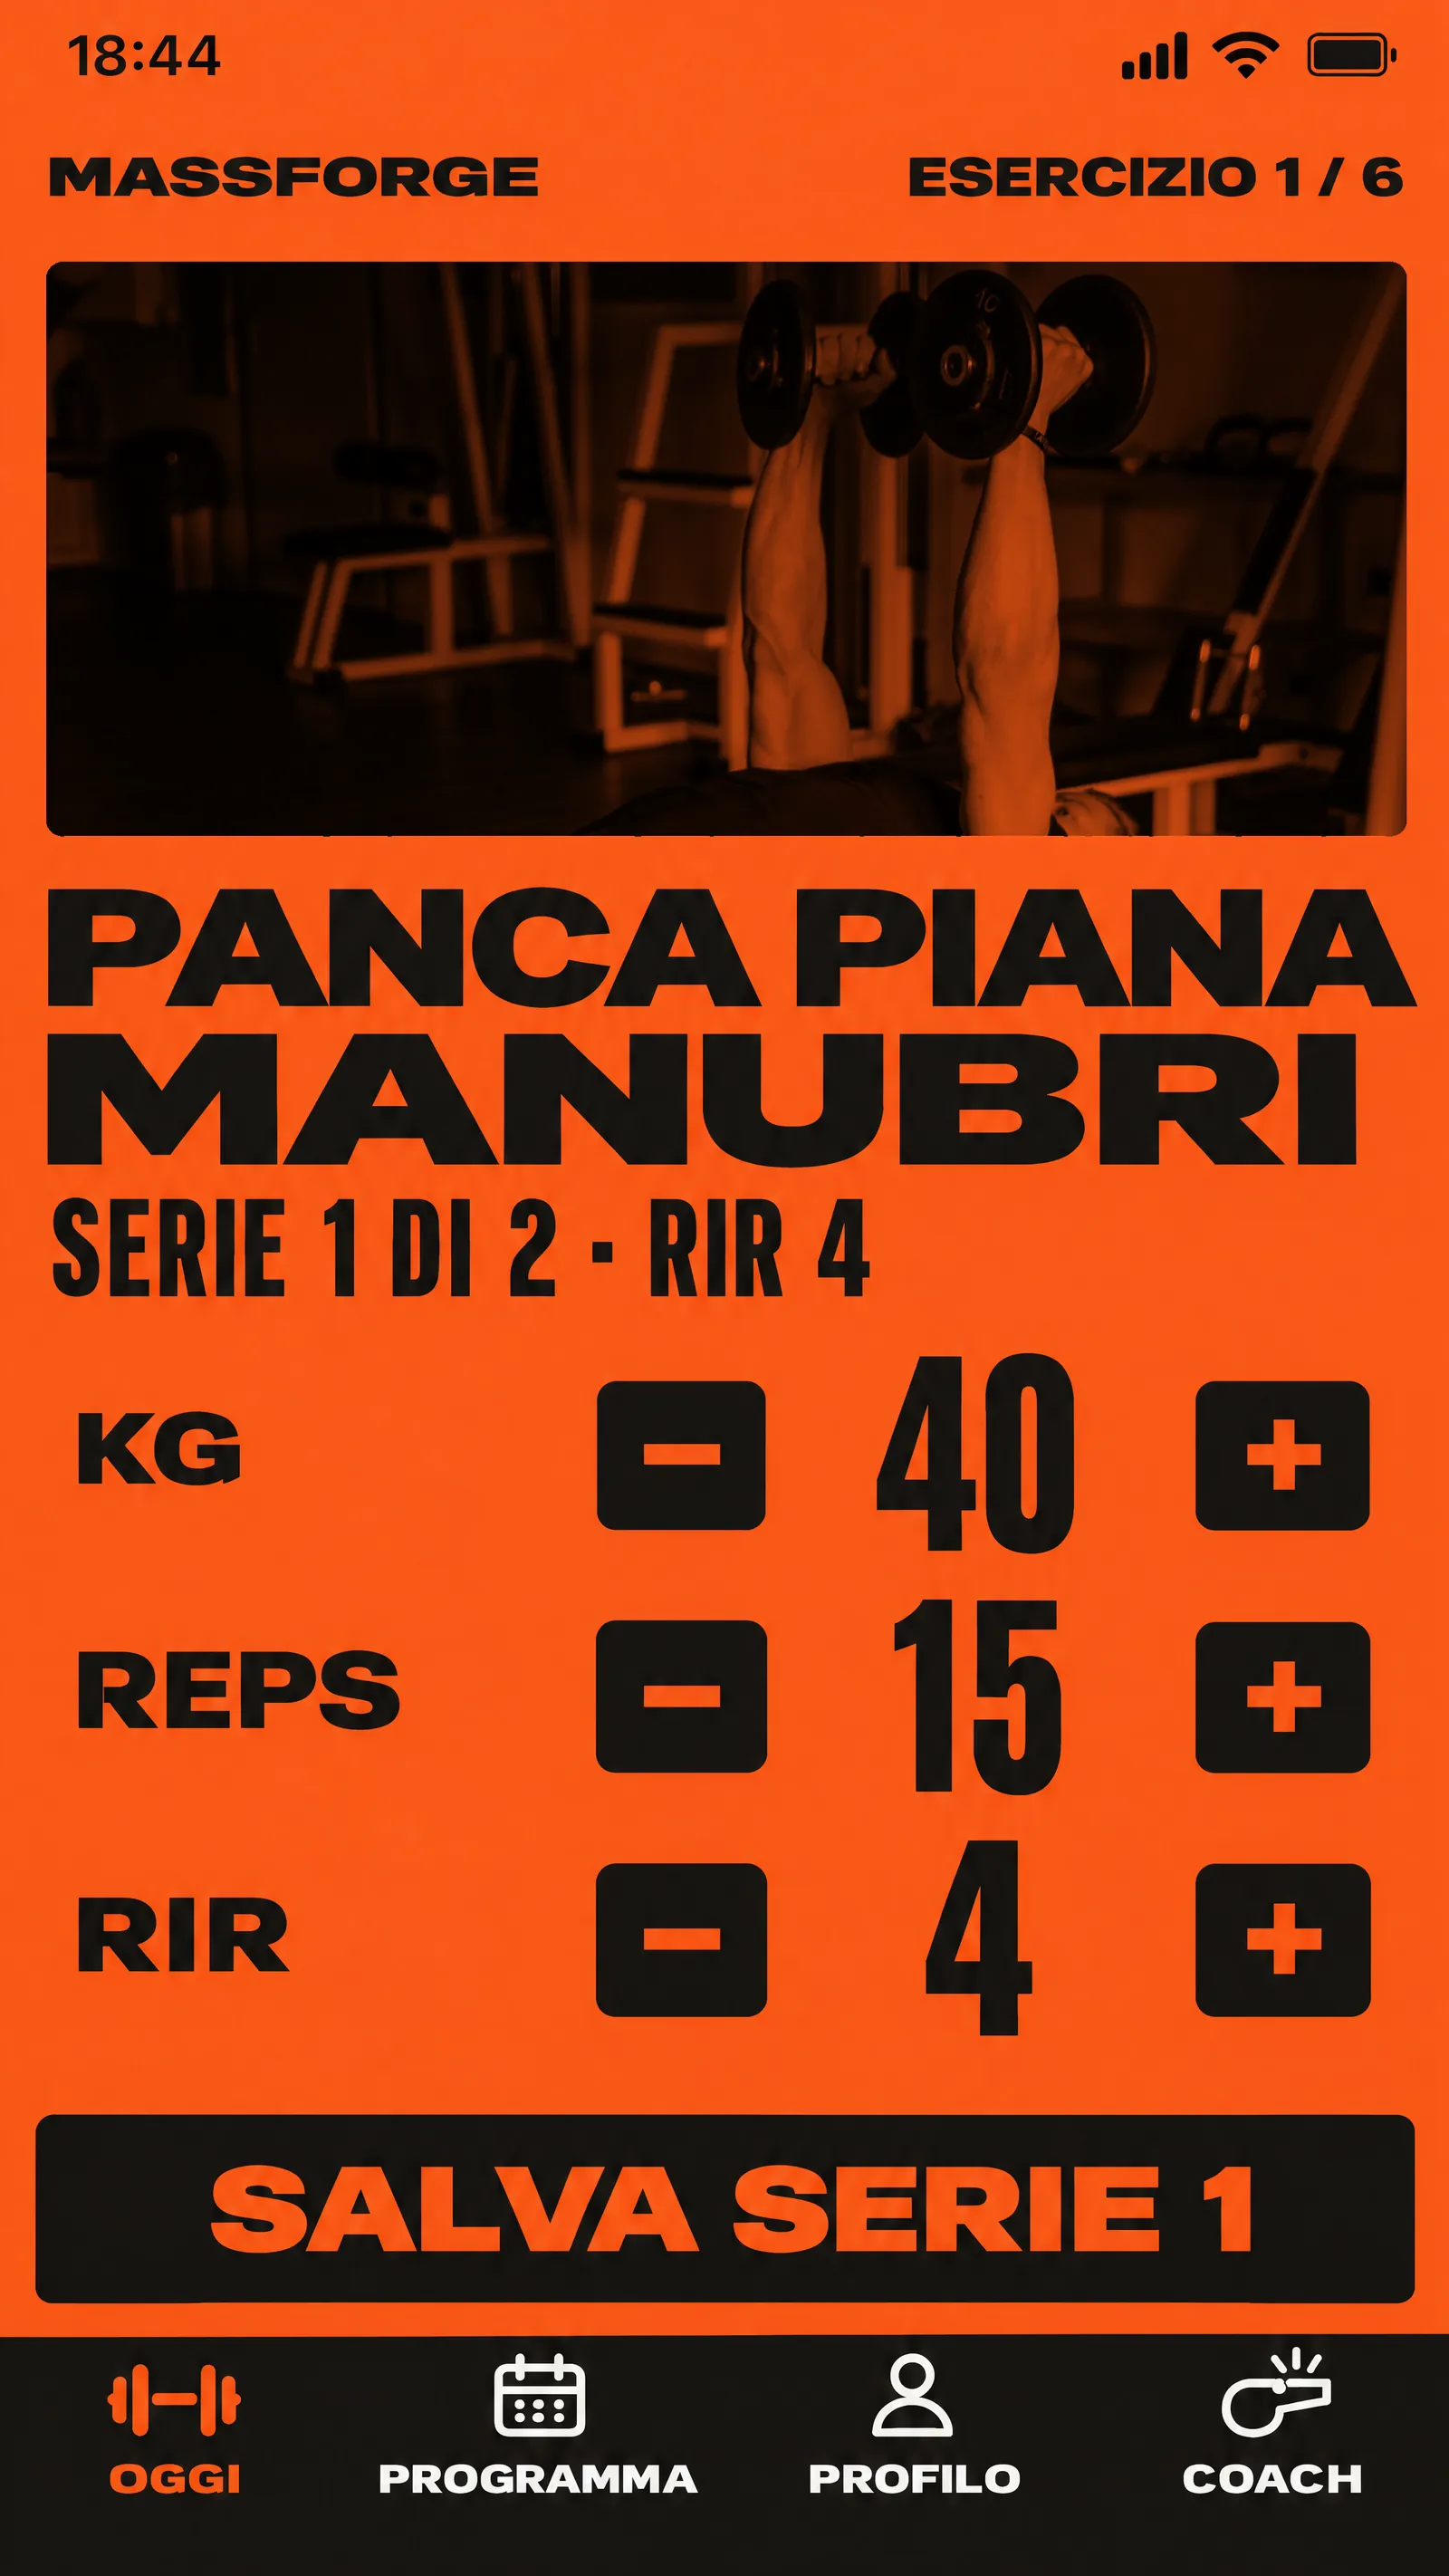 18:44
MASSFORGE
ESERCIZIO 1 / 6
10
PANCA PIANA
MANUBRI
SERIE 1 DI 2 · RIR 4
KG − 40 +
REPS − 15 +
RIR − 4 +
SALVA SERIE 1
OGGI PROGRAMMA PROFILO COACH